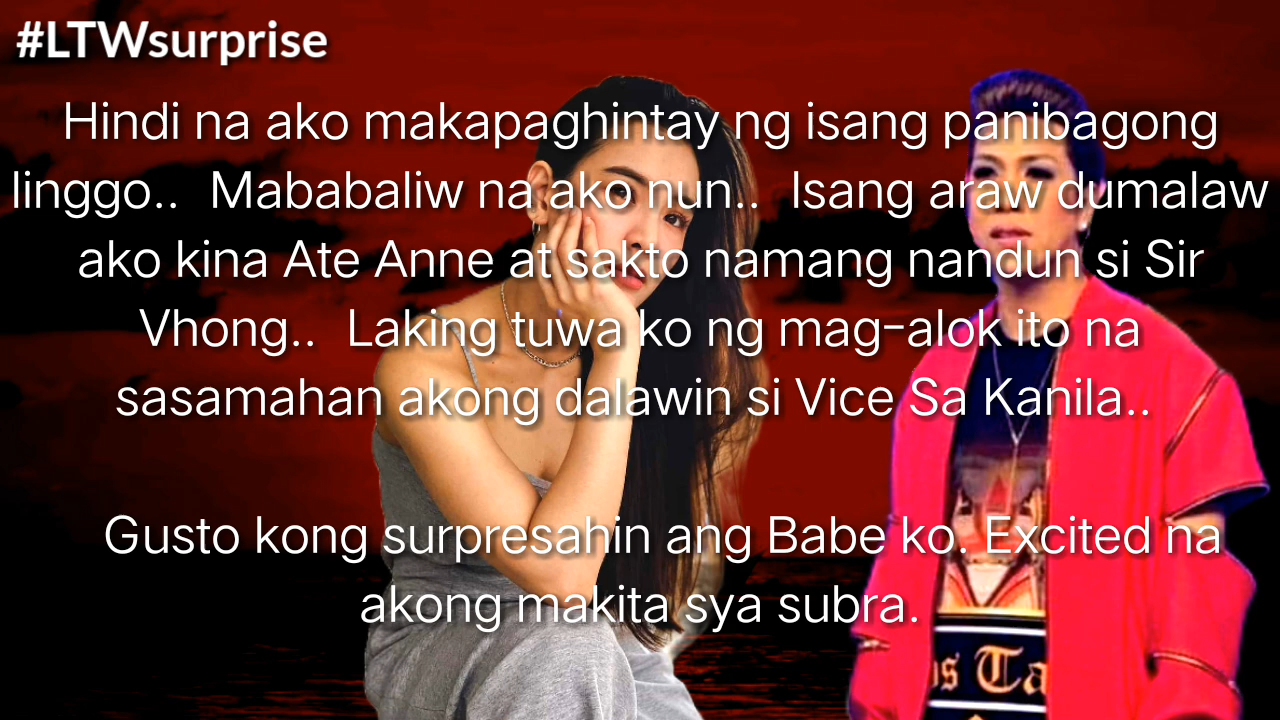 #LTWsurprise
Hindi na ako makapaghintay ng isang panibagong
linggo..  Mababaliw na ako nun..  Isang araw dumalaw
ako kina Ate Anne at sakto namang nandun si Sir
Vhong..  Laking tuwa ko ng mag-alok ito na
sasamahan akong dalawin si Vice Sa Kanila..
Gusto kong surpresahin ang Babe ko. Excited na
akong makita sya subra.